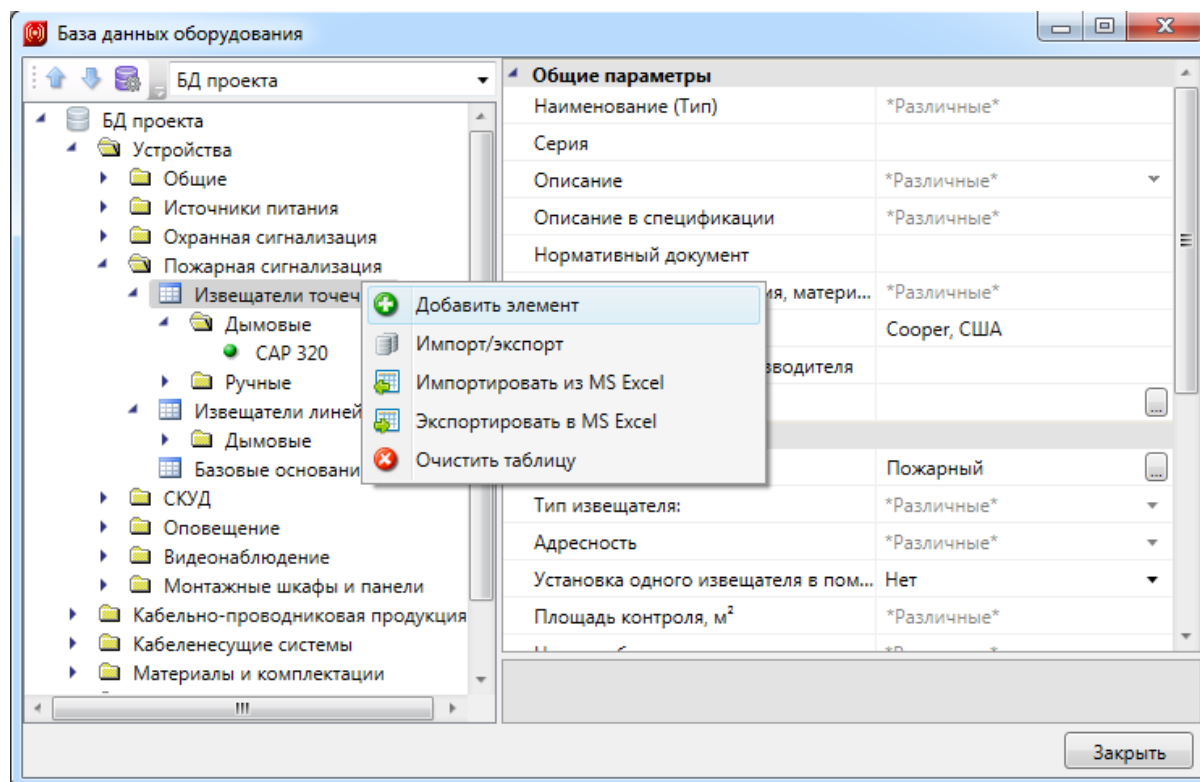 База данных оборудования
БД проекта
БД проекта
Устройства
Общие
Источники питания
Охранная сигнализация
Пожарная сигнализация
Извещатели точеч
Дымовые
CAP 320
Ручные
Извещатели линей
Дымовые
Базовые основани
СКУД
Оповещение
Видеонаблюдение
Монтажные шкафы и панели
Кабельно-проводниковая продукция
Кабеленесущие системы
Материалы и комплектации
Добавить элемент
Импорт/экспорт
Импортировать из MS Excel
Экспортировать в MS Excel
Очистить таблицу
Общие параметры
Наименование (Тип) *Различные*
Серия
Описание *Различные*
Описание в спецификации *Различные*
Нормативный документ
ия, матери... *Различные*
Cooper, США
зводителя
...
Пожарный ...
Тип извещателя: *Различные*
Адресность *Различные*
Установка одного извещателя в пом... Нет
Площадь контроля, м² *Различные*
Закрыть